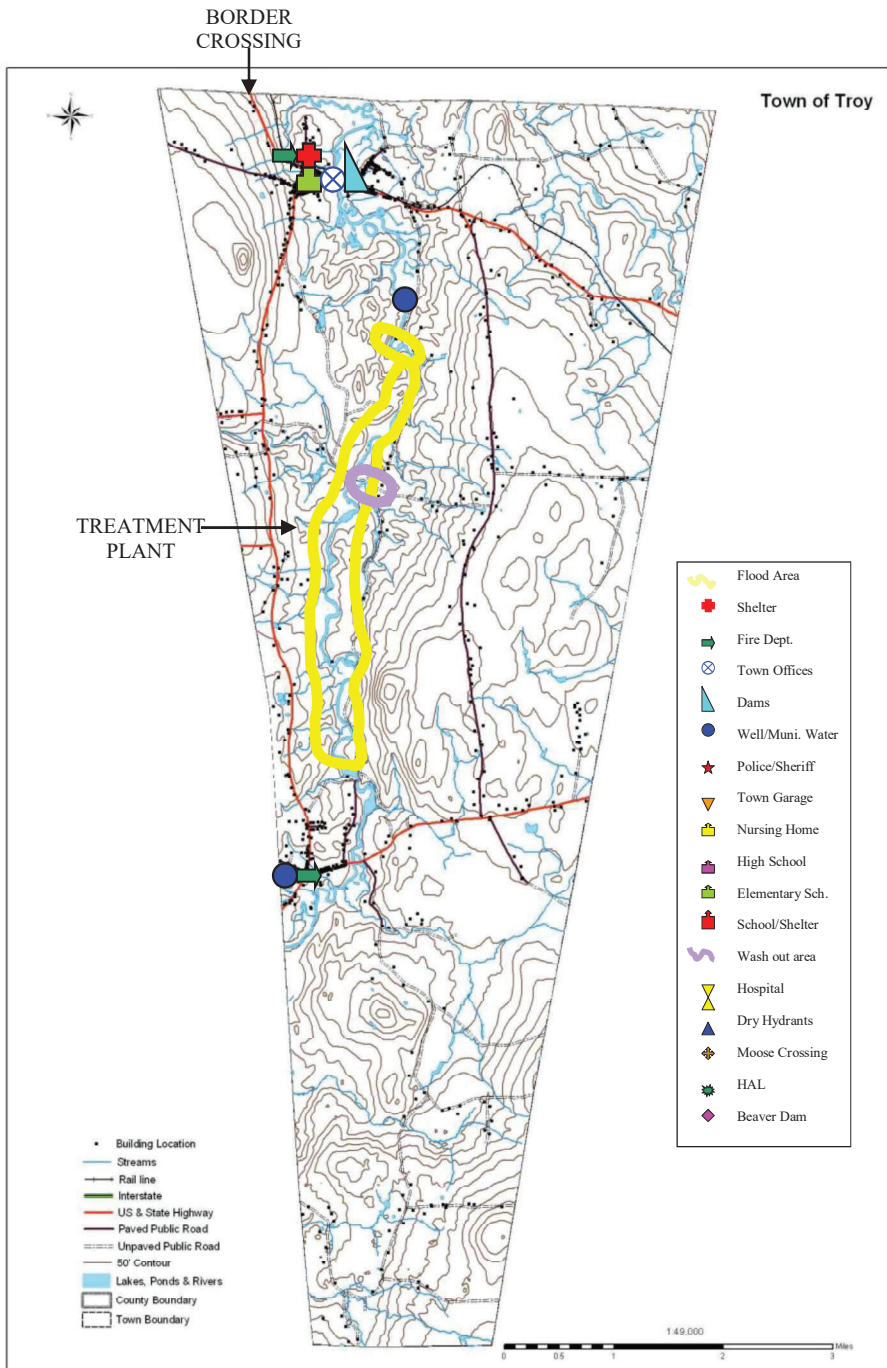 BORDER
CROSSING
Town of Troy
TREATMENT
PLANT
Flood Area
Shelter
Fire Dept.
Town Offices
Dams
Well/Muni. Water
Police/Sheriff
Town Garage
Nursing Home
High School
Elementary Sch.
School/Shelter
Wash out area
Hospital
Dry Hydrants
Moose Crossing
HAL
Beaver Dam
Building Location
Streams
Rail line
Interstate
US & State Highway
Paved Public Road
Unpaved Public Road
50' Contour
Lakes, Ponds & Rivers
County Boundary
Town Boundary
1:49,000
0 0.5 1 2 3 Miles